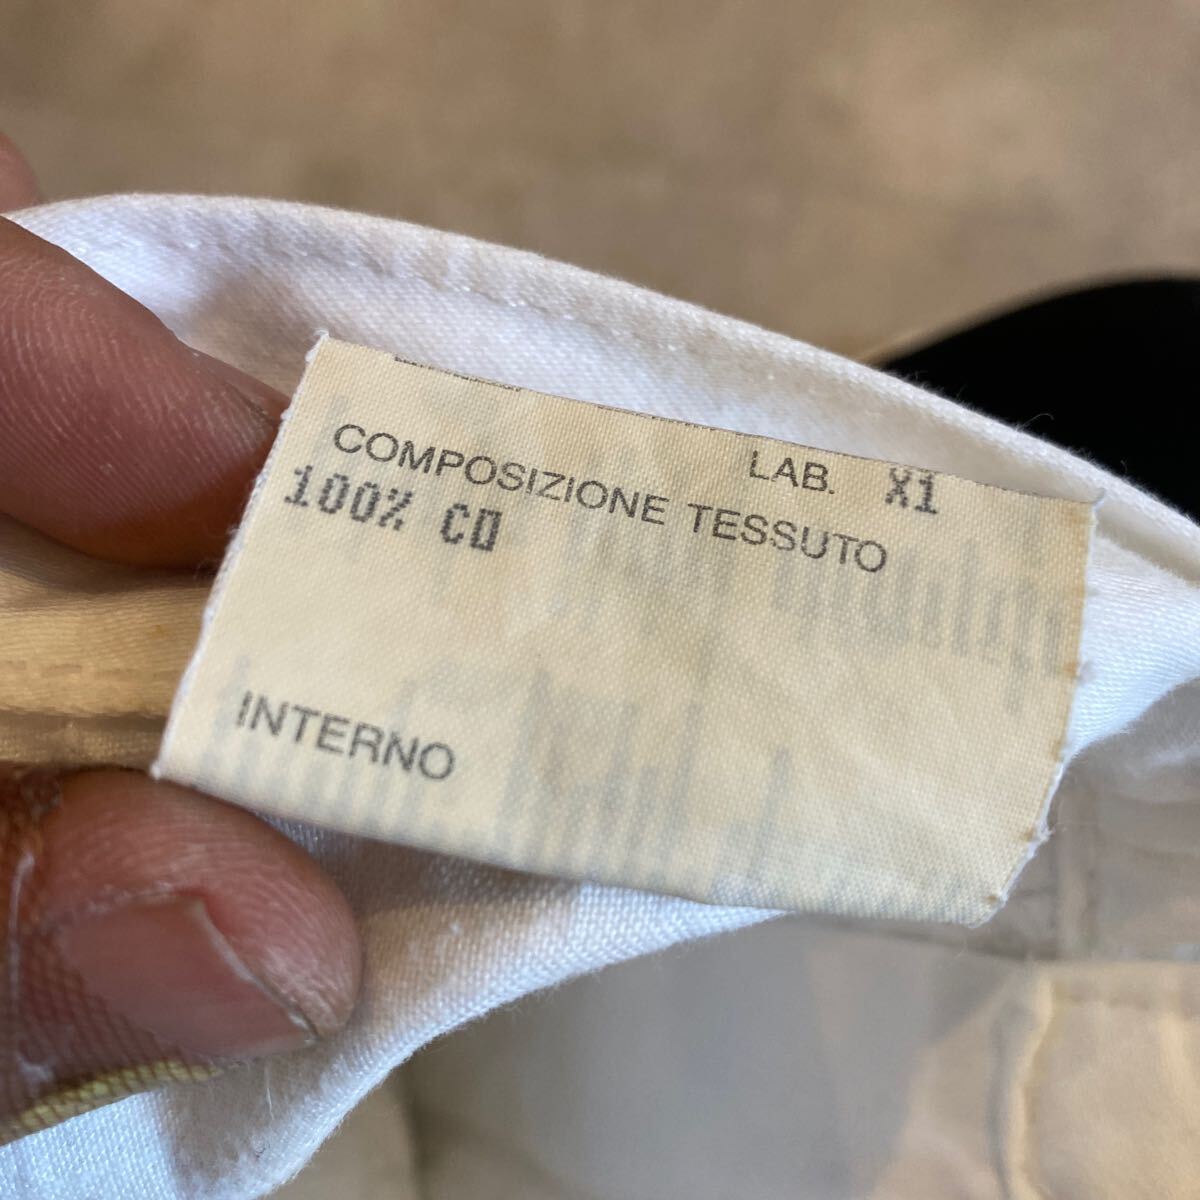 LAB. X1
COMPOSIZIONE TESSUTO
100% CO
INTERNO